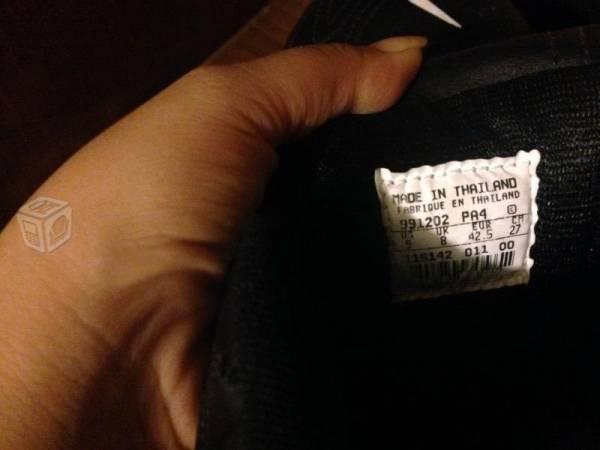 MADE IN THAILAND
FABRIQUE EN THAILAND
991202 PA4
US UK EUR CM
9 8 42.5 27
115142 011 00